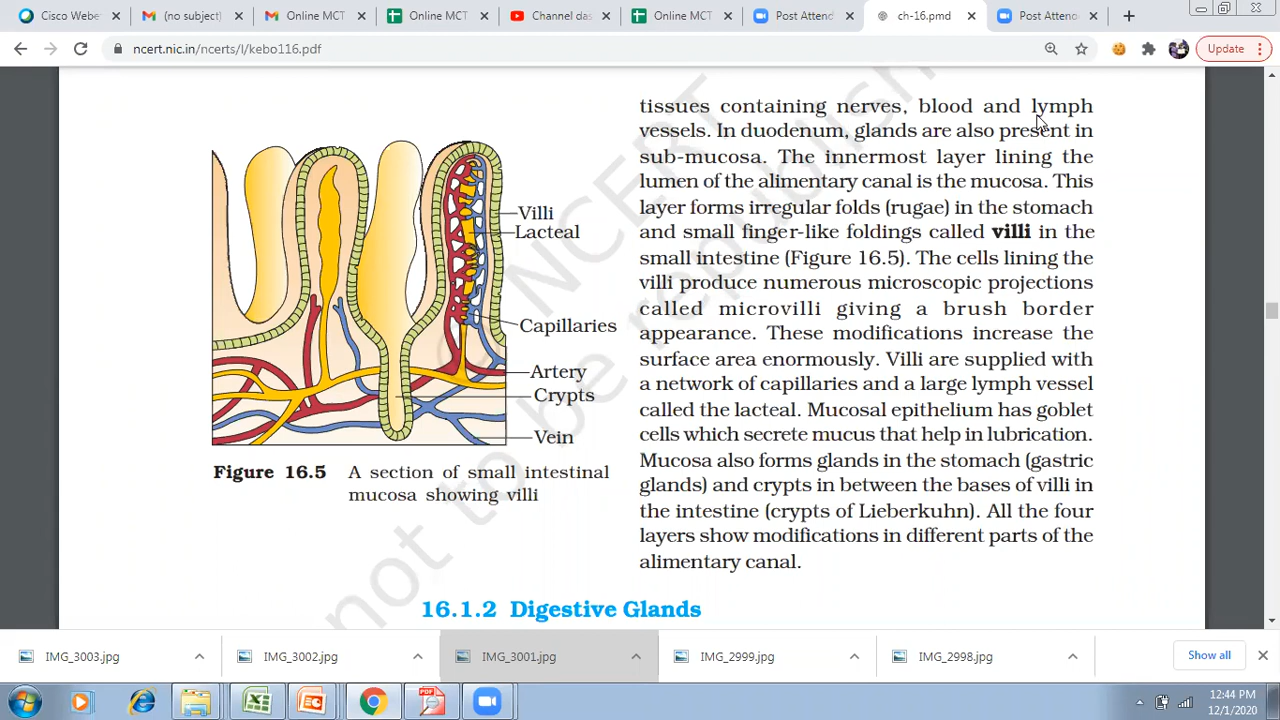 Cisco Webe
(no subject)
Online MCT
Online MCT
Channel das
Online MCT
Post Attend
ch-16.pmd
Post Attend
ncert.nic.in/ncerts/l/kebo116.pdf
Update
tissues containing nerves, blood and lymph
vessels. In duodenum, glands are also present in
sub-mucosa. The innermost layer lining the
lumen of the alimentary canal is the mucosa. This
layer forms irregular folds (rugae) in the stomach
and small finger-like foldings called villi in the
small intestine (Figure 16.5). The cells lining the
villi produce numerous microscopic projections
called microvilli giving a brush border
appearance. These modifications increase the
surface area enormously. Villi are supplied with
a network of capillaries and a large lymph vessel
called the lacteal. Mucosal epithelium has goblet
cells which secrete mucus that help in lubrication.
Mucosa also forms glands in the stomach (gastric
glands) and crypts in between the bases of villi in
the intestine (crypts of Lieberkuhn). All the four
layers show modifications in different parts of the
alimentary canal.
Villi
Lacteal
Capillaries
Artery
Crypts
Vein
Figure 16.5 A section of small intestinal
mucosa showing villi
© NCERT
not to be republish
16.1.2 Digestive Glands
IMG_3003.jpg
IMG_3002.jpg
IMG_3001.jpg
IMG_2999.jpg
IMG_2998.jpg
Show all
12:44 PM
12/1/2020